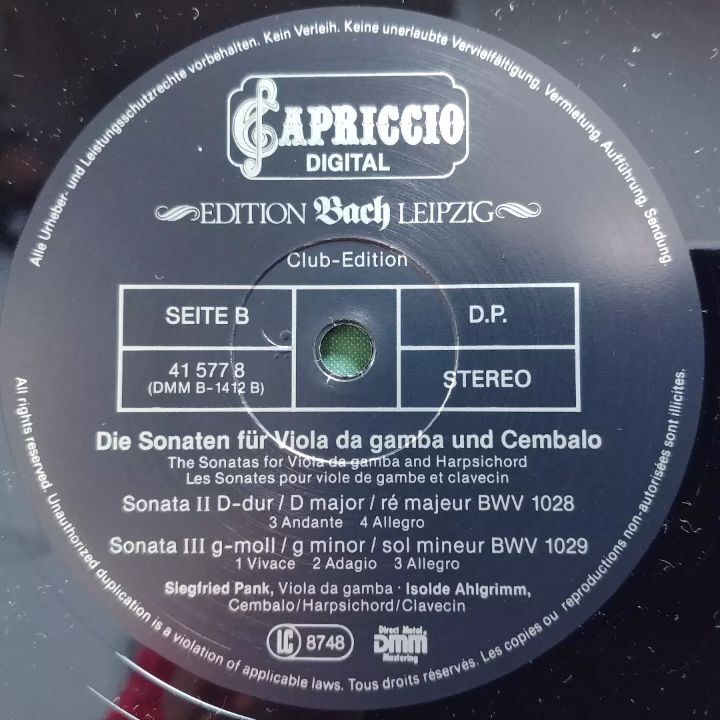 Alle Urheber- und Leistungsschutzrechte vorbehalten. Kein Verleih. Keine unerlaubte Vervielfältigung, Vermietung, Aufführung, Sendung.
CAPRICCIO
DIGITAL
EDITION Bach LEIPZIG
Club-Edition
SEITE B
D.P.
41 577 8
(DMM B-1412 B)
STEREO
Die Sonaten für Viola da gamba und Cembalo
The Sonatas for Viola da gamba and Harpsichord
Les Sonates pour viole de gambe et clavecin
Sonata II D-dur / D major / ré majeur BWV 1028
3 Andante 4 Allegro
Sonata III g-moll / g minor / sol mineur BWV 1029
1 Vivace 2 Adagio 3 Allegro
Siegfried Pank, Viola da gamba · Isolde Ahlgrimm,
Cembalo/Harpsichord/Clavecin
LC 8748
Direct Metal
DMM
Mastering
All rights reserved. Unauthorized duplication is a violation of applicable laws. Tous droits réservés. Les copies ou reproductions non-autorisées sont illicites.